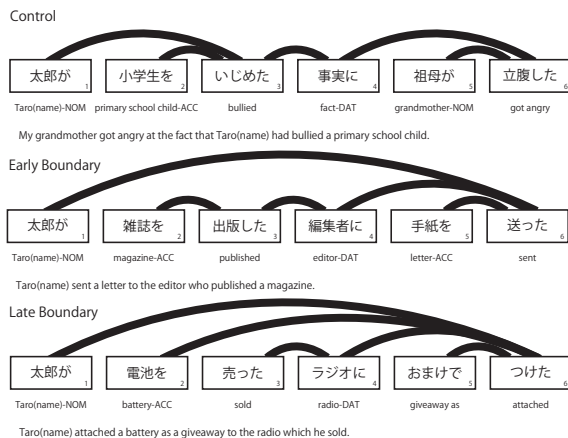 Control
太郎が 1 小学生を 2 いじめた 3 事実に 4 祖母が 5 立腹した 6
Taro(name)-NOM primary school child-ACC bullied fact-DAT grandmother-NOM got angry
My grandmother got angry at the fact that Taro(name) had bullied a primary school child.
Early Boundary
太郎が 1 雑誌を 2 出版した 3 編集者に 4 手紙を 5 送った 6
Taro(name)-NOM magazine-ACC published editor-DAT letter-ACC sent
Taro(name) sent a letter to the editor who published a magazine.
Late Boundary
太郎が 1 電池を 2 売った 3 ラジオに 4 おまけで 5 つけた 6
Taro(name)-NOM battery-ACC sold radio-DAT giveaway as attached
Taro(name) attached a battery as a giveaway to the radio which he sold.